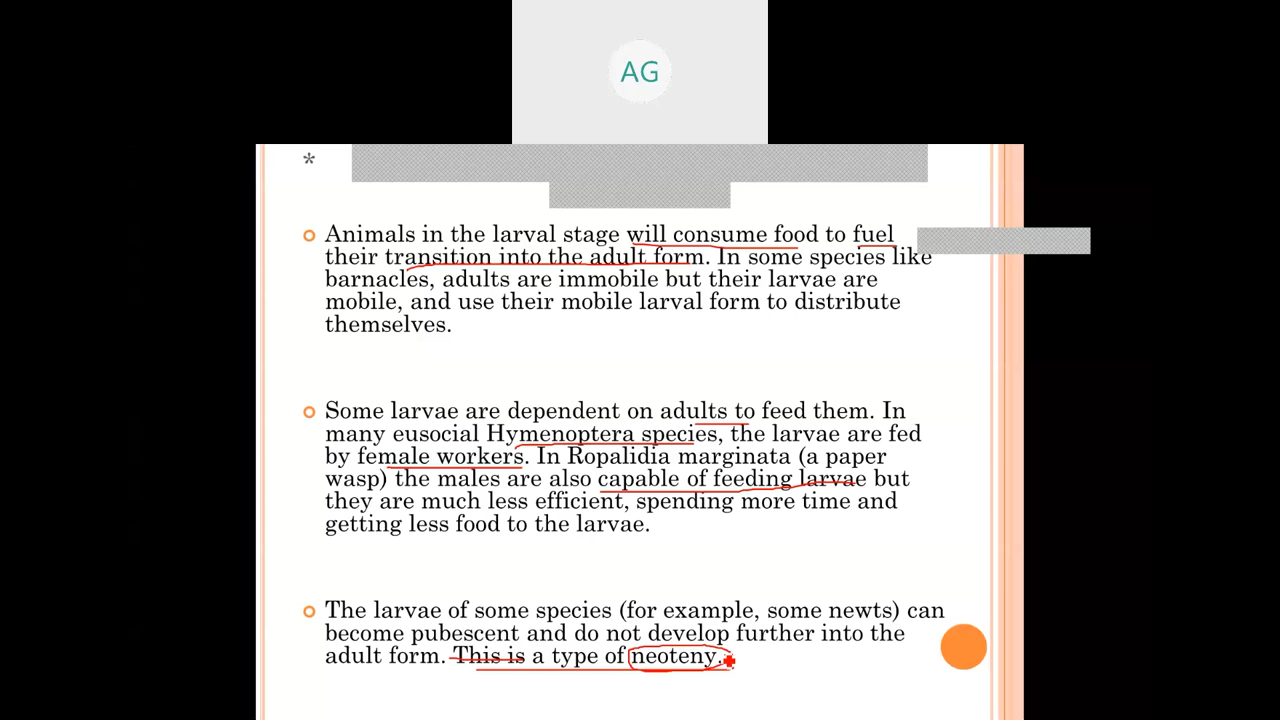 AG
*
Animals in the larval stage will consume food to fuel
their transition into the adult form. In some species like
barnacles, adults are immobile but their larvae are
mobile, and use their mobile larval form to distribute
themselves.
Some larvae are dependent on adults to feed them. In
many eusocial Hymenoptera species, the larvae are fed
by female workers. In Ropalidia marginata (a paper
wasp) the males are also capable of feeding larvae but
they are much less efficient, spending more time and
getting less food to the larvae.
The larvae of some species (for example, some newts) can
become pubescent and do not develop further into the
adult form. This is a type of neoteny.